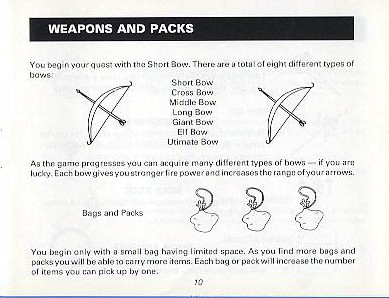 WEAPONS AND PACKS
You begin your quest with the Short Bow. There are a total of eight different types of
bows:
Short Bow
Cross Bow
Middle Bow
Long Bow
Giant Bow
Elf Bow
Utimate Bow
As the game progresses you can acquire many different types of bows — if you are
lucky. Each bow gives you stronger fire power and increases the range of your arrows.
Bags and Packs
You begin only with a small bag having limited space. As you find more bags and
packs you will be able to carry more items. Each bag or pack will increase the number
of items you can pick up by one.
10